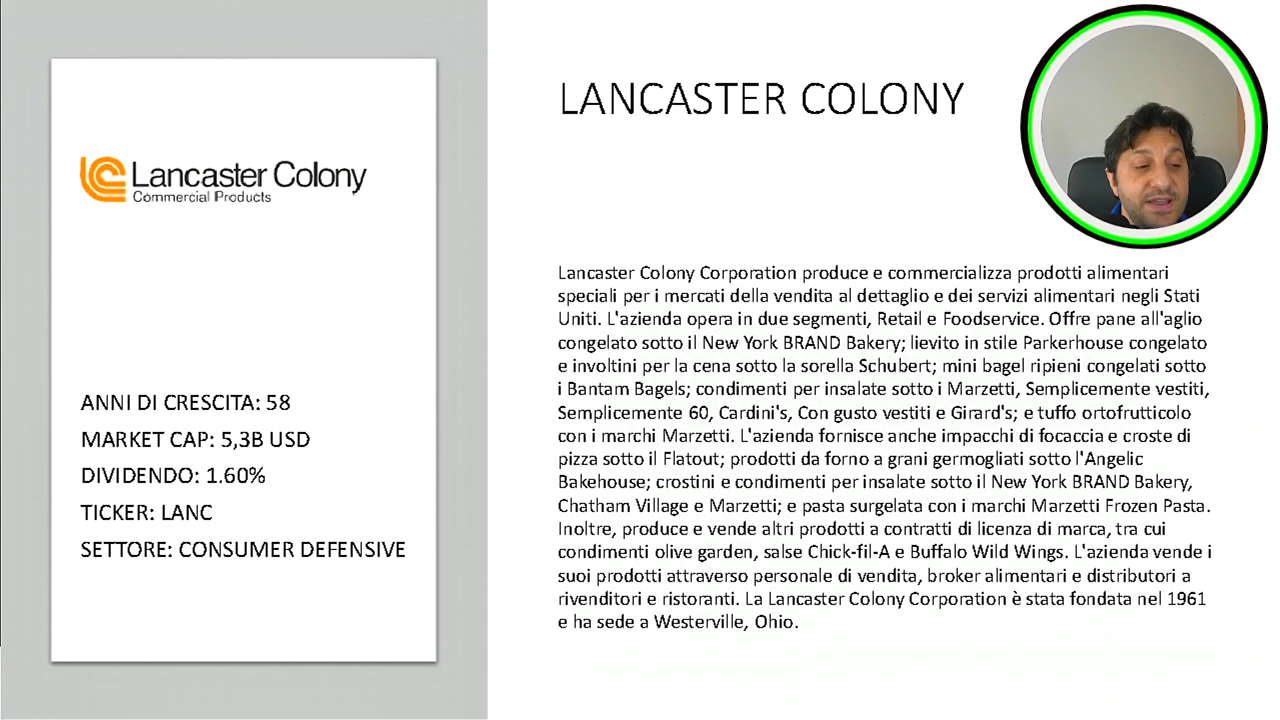 LANCASTER COLONY
Lancaster Colony
Commercial Products
ANNI DI CRESCITA: 58
MARKET CAP: 5,3B USD
DIVIDENDO: 1.60%
TICKER: LANC
SETTORE: CONSUMER DEFENSIVE
Lancaster Colony Corporation produce e commercializza prodotti alimentari
speciali per i mercati della vendita al dettaglio e dei servizi alimentari negli Stati
Uniti. L'azienda opera in due segmenti, Retail e Foodservice. Offre pane all'aglio
congelato sotto il New York BRAND Bakery; lievito in stile Parkerhouse congelato
e involtini per la cena sotto la sorella Schubert; mini bagel ripieni congelati sotto
i Bantam Bagels; condimenti per insalate sotto i Marzetti, Semplicemente vestiti,
Semplicemente 60, Cardini's, Con gusto vestiti e Girard's; e tuffo ortofrutticolo
con i marchi Marzetti. L'azienda fornisce anche impacchi di focaccia e croste di
pizza sotto il Flatout; prodotti da forno a grani germogliati sotto l'Angelic
Bakehouse; crostini e condimenti per insalate sotto il New York BRAND Bakery,
Chatham Village e Marzetti; e pasta surgelata con i marchi Marzetti Frozen Pasta.
Inoltre, produce e vende altri prodotti a contratti di licenza di marca, tra cui
condimenti olive garden, salse Chick-fil-A e Buffalo Wild Wings. L'azienda vende i
suoi prodotti attraverso personale di vendita, broker alimentari e distributori a
rivenditori e ristoranti. La Lancaster Colony Corporation è stata fondata nel 1961
e ha sede a Westerville, Ohio.